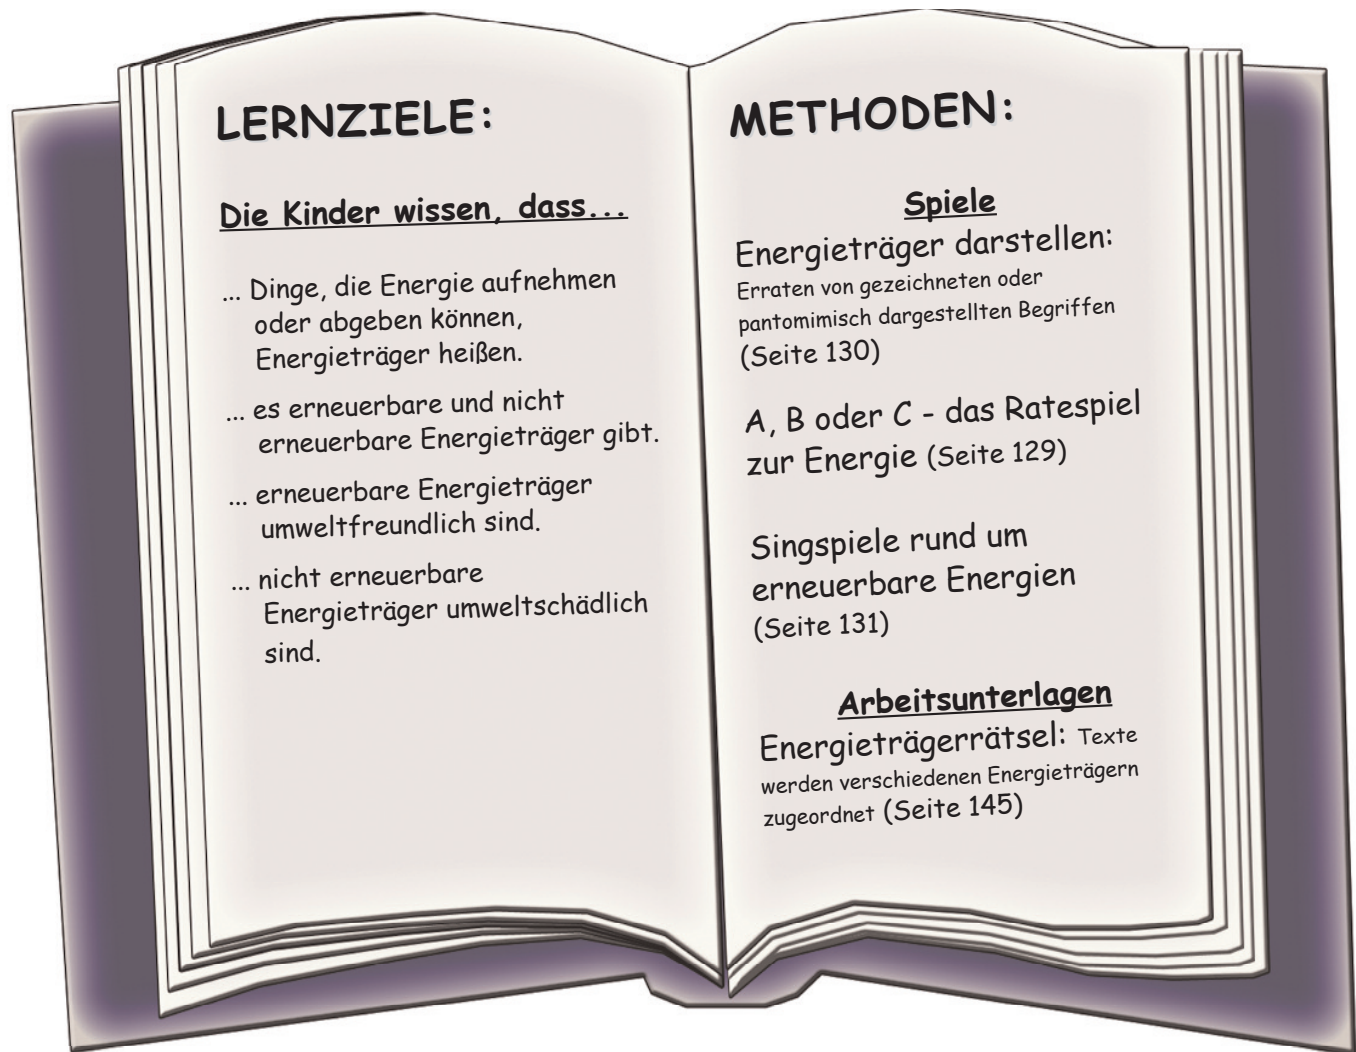 LERNZIELE:
Die Kinder wissen, dass...
... Dinge, die Energie aufnehmen
oder abgeben können,
Energieträger heißen.
... es erneuerbare und nicht
erneuerbare Energieträger gibt.
... erneuerbare Energieträger
umweltfreundlich sind.
... nicht erneuerbare
Energieträger umweltschädlich
sind.
METHODEN:
Spiele
Energieträger darstellen:
Erraten von gezeichneten oder
pantomimisch dargestellten Begriffen
(Seite 130)
A, B oder C - das Ratespiel
zur Energie (Seite 129)
Singspiele rund um
erneuerbare Energien
(Seite 131)
Arbeitsunterlagen
Energieträgerrätsel: Texte
werden verschiedenen Energieträgern
zugeordnet (Seite 145)